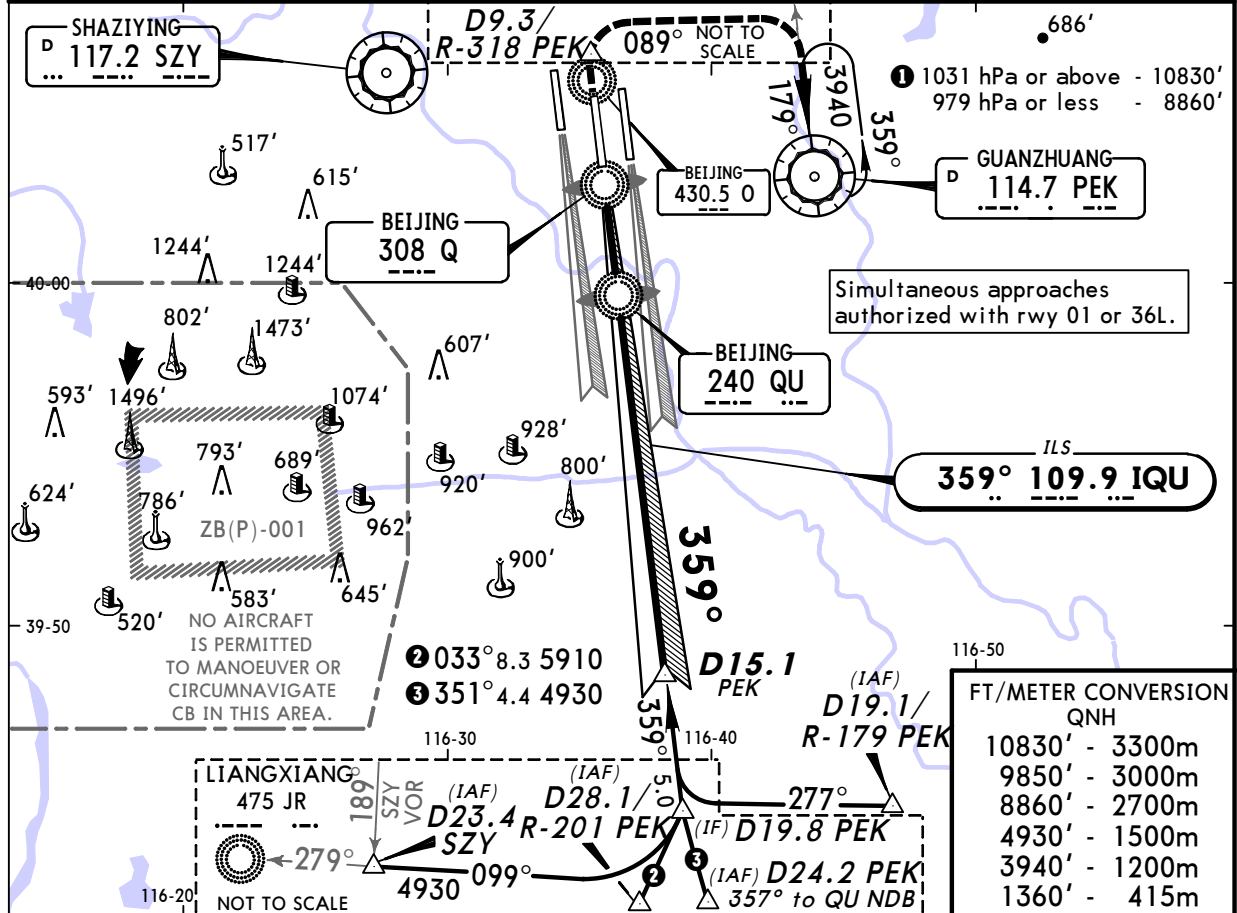 SHAZIYING
D 117.2 SZY
D9.3/
R-318 PEK
089°
NOT TO
SCALE
686'
❶ 1031 hPa or above - 10830'
979 hPa or less - 8860'
179°
3940
359°
GUANZHUANG
D 114.7 PEK
517'
615'
BEIJING
430.5 O
BEIJING
308 Q
1244'
1244'
40-00
Simultaneous approaches
authorized with rwy 01 or 36L.
802'
1473'
607'
BEIJING
240 QU
593'
1496'
1074'
ILS
359° 109.9 IQU
793'
689'
928'
920'
800'
624'
786'
962'
ZB(P)-001
359°
900'
583'
645'
520'
39-50
NO AIRCRAFT
IS PERMITTED
TO MANOEUVER OR
CIRCUMNAVIGATE
CB IN THIS AREA.
❷ 033° 8.3 5910
❸ 351° 4.4 4930
D15.1
PEK
116-50
(IAF)
D19.1/
R-179 PEK
359°
116-30
116-40
FT/METER CONVERSION
QNH
10830' - 3300m
9850' - 3000m
8860' - 2700m
4930' - 1500m
3940' - 1200m
1360' - 415m
LIANGXIANG
475 JR
189°
SZY
VOR
(IAF)
D23.4
SZY
(IAF)
D28.1/
R-201 PEK
5.0
277°
(IF) D19.8 PEK
279°
4930 099°
❷
❸
(IAF) D24.2 PEK
357° to QU NDB
116-20
NOT TO SCALE